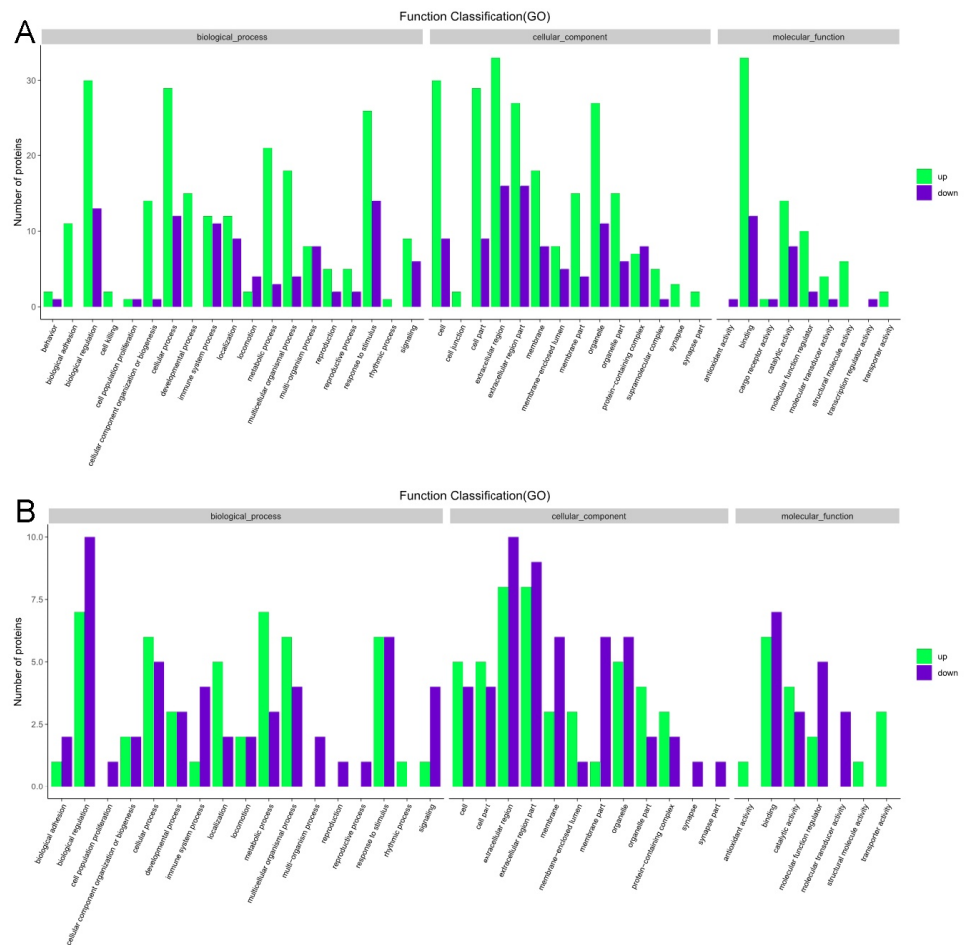 A
Function Classification(GO)
biological_process
cellular_component
molecular_function
Number of proteins
30
20
10
0
behavior
biological adhesion
biological regulation
cell killing
cell population proliferation
cellular component organization or biogenesis
cellular process
developmental process
immune system process
localization
locomotion
metabolic process
multicellular organismal process
multi-organism process
reproduction
reproductive process
response to stimulus
rhythmic process
signaling
cell
cell junction
cell part
extracellular region
extracellular region part
membrane
membrane-enclosed lumen
membrane part
organelle
organelle part
protein-containing complex
supramolecular complex
synapse
synapse part
antioxidant activity
binding
cargo receptor activity
catalytic activity
molecular function regulator
molecular transducer activity
structural molecule activity
transcription regulator activity
transporter activity
up
down
B
Function Classification(GO)
biological_process
cellular_component
molecular_function
Number of proteins
10.0
7.5
5.0
2.5
0.0
biological adhesion
biological regulation
cell population proliferation
cellular component organization or biogenesis
cellular process
developmental process
immune system process
localization
locomotion
metabolic process
multicellular organismal process
multi-organism process
reproduction
reproductive process
response to stimulus
rhythmic process
signaling
cell
cell part
extracellular region
extracellular region part
membrane
membrane-enclosed lumen
membrane part
organelle
organelle part
protein-containing complex
synapse
synapse part
antioxidant activity
binding
catalytic activity
molecular function regulator
molecular transducer activity
structural molecule activity
transporter activity
up
down